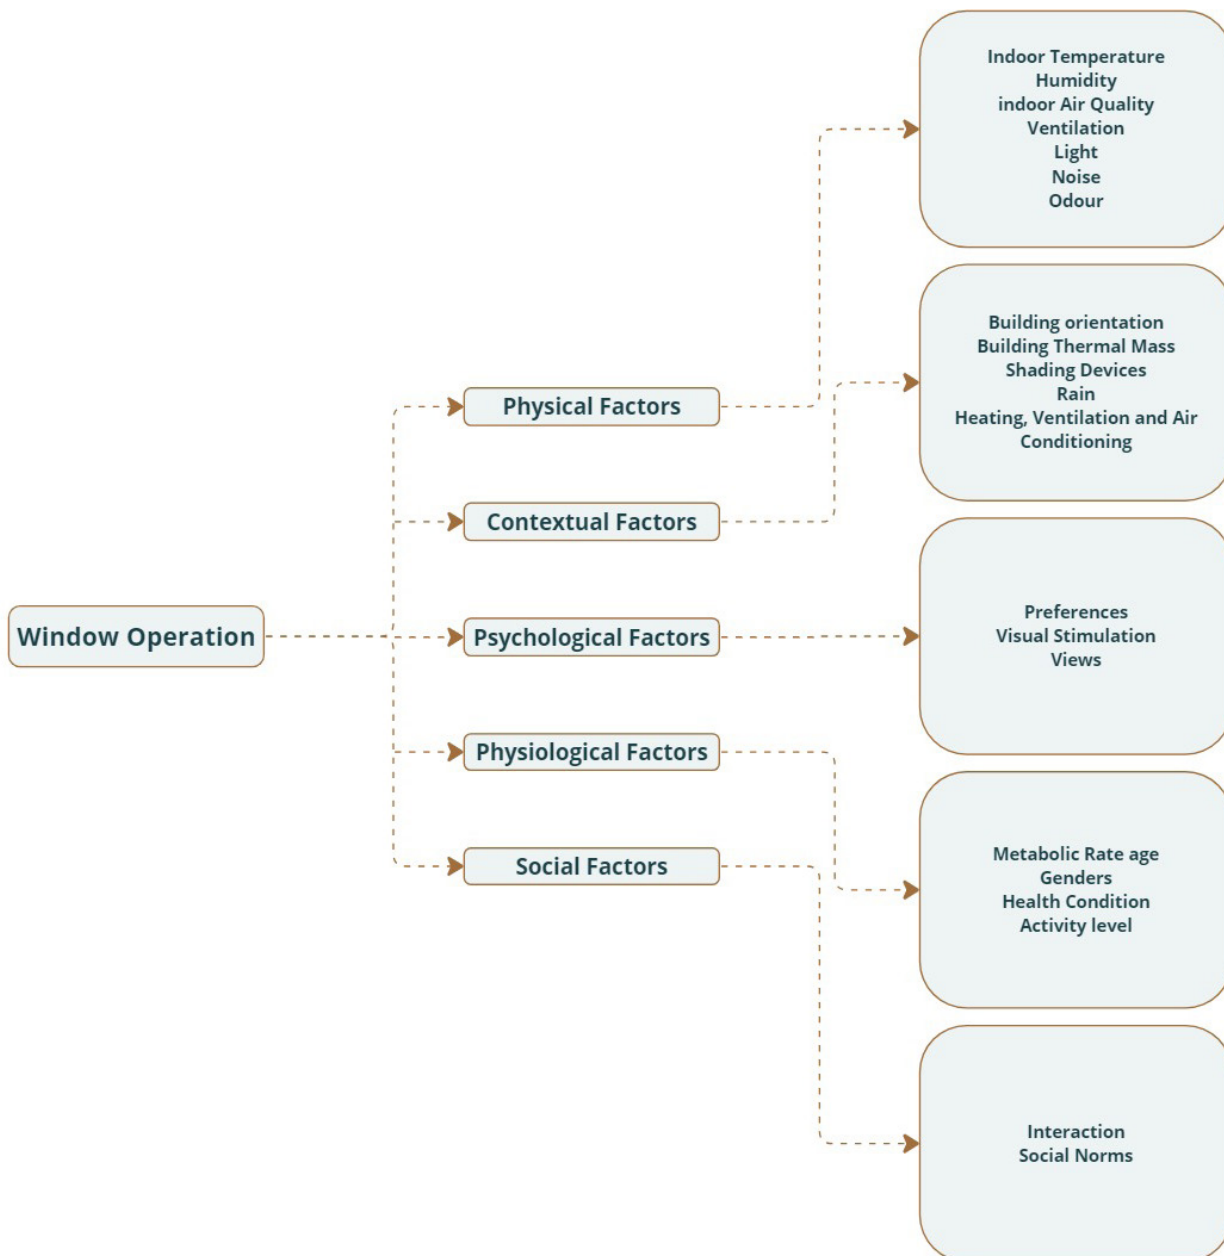 Window Operation
Physical Factors
Contextual Factors
Psychological Factors
Physiological Factors
Social Factors
Indoor Temperature
Humidity
indoor Air Quality
Ventilation
Light
Noise
Odour
Building orientation
Building Thermal Mass
Shading Devices
Rain
Heating, Ventilation and Air
Conditioning
Preferences
Visual Stimulation
Views
Metabolic Rate age
Genders
Health Condition
Activity level
Interaction
Social Norms